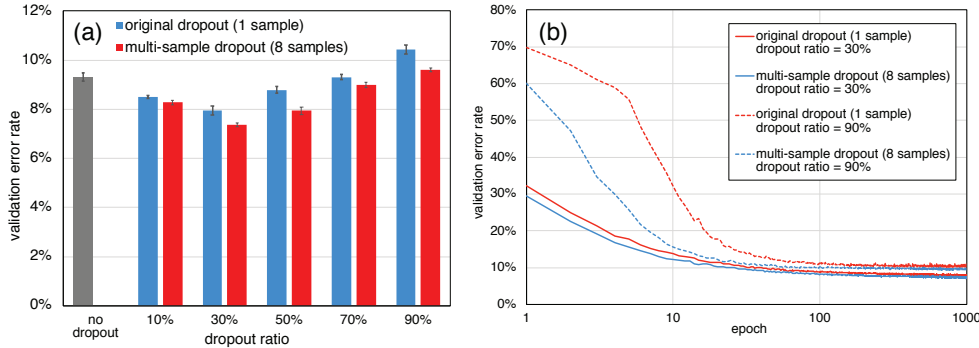 (a)
original dropout (1 sample)
multi-sample dropout (8 samples)
12%
10%
8%
6%
4%
2%
0%
validation error rate
no
dropout
10%
30%
50%
70%
90%
dropout ratio
(b)
80%
70%
60%
50%
40%
30%
20%
10%
0%
validation error rate
original dropout (1 sample)
dropout ratio = 30%
multi-sample dropout (8 samples)
dropout ratio = 30%
original dropout (1 sample)
dropout ratio = 90%
multi-sample dropout (8 samples)
dropout ratio = 90%
1
10
100
1000
epoch